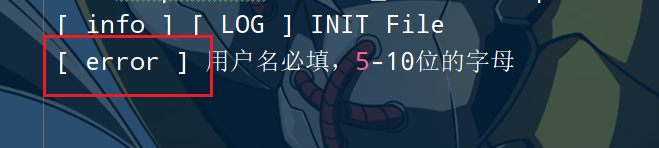 [ info ] [ LOG ] INIT File
[ error ] 用户名必填，5-10位的字母